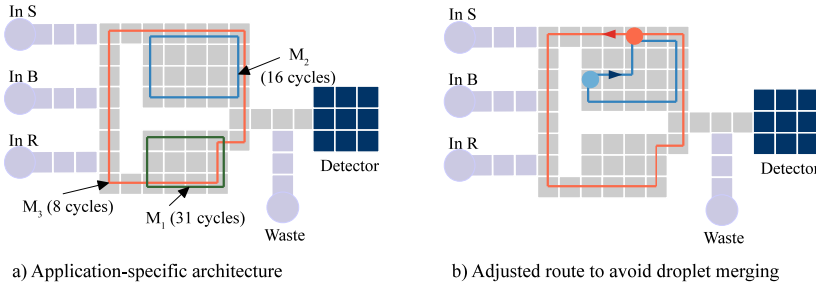 In S
In B
In R
M2
(16 cycles)
Detector
M3 (8 cycles)
M1 (31 cycles)
Waste
a) Application-specific architecture
In S
In B
In R
Detector
Waste
b) Adjusted route to avoid droplet merging